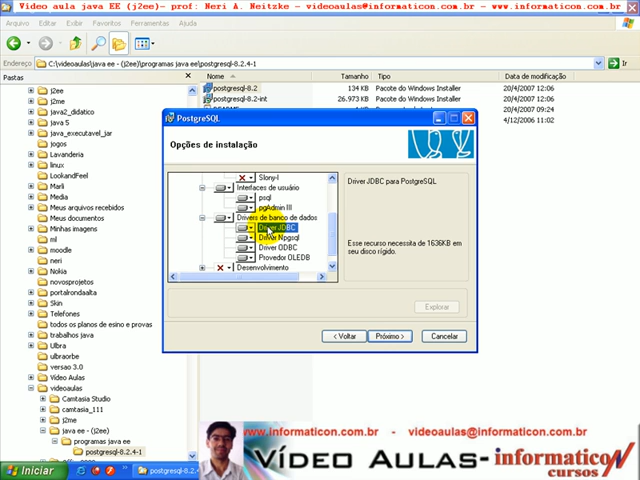 Video aula java EE (j2ee)- prof: Neri A. Neitzke - videoaulas@informaticon.com.br - www.informaticon.com.br
Arquivo Editar Exibir Favoritos Ferramentas Ajuda
Endereço C:\videoaulas\java ee - (j2ee)\programas java ee\postgresql-8.2.4-1 Ir
Pastas
Nome Tamanho Tipo Data de modificação
postgresql-8.2 134 KB Pacote do Windows Installer 20/4/2007 12:06
postgresql-8.2-int 26.973 KB Pacote do Windows Installer 20/4/2007 12:06
20/4/2007 09:24
4/12/2006 11:02
j2ee
j2me
java2_didatico
java 5
java_executavel_jar
jogos
Lavanderia
linux
LookandFeel
Marli
Media
Meus arquivos recebidos
Meus documentos
Minhas imagens
ml
moodle
neri
Nokia
novosprojetos
portalrondaalta
Skin
Telefones
todos os planos de esino e provas
trabalhos java
Ulbra
ulbraorbe
versao 3.0
Vídeo Aulas
videoaulas
Camtasia Studio
camtasia_111
j2me
java ee - (j2ee)
programas java ee
postgresql-8.2.4-1
PostgreSQL
Opções de instalação
Slony-I
Interfaces de usuário
psql
pgAdmin III
Drivers de banco de dados
Driver JDBC
Driver Npgsql
Driver ODBC
Provedor OLEDB
Desenvolvimento
Driver JDBC para PostgreSQL
Esse recurso necessita de 1636KB em
seu disco rígido.
Explorar
< Voltar Próximo > Cancelar
www.informaticon.com.br - videoaulas@informaticon.com.br
VÍDEO AULAS- informaticon
CURSOS
Iniciar postgresql-8.2